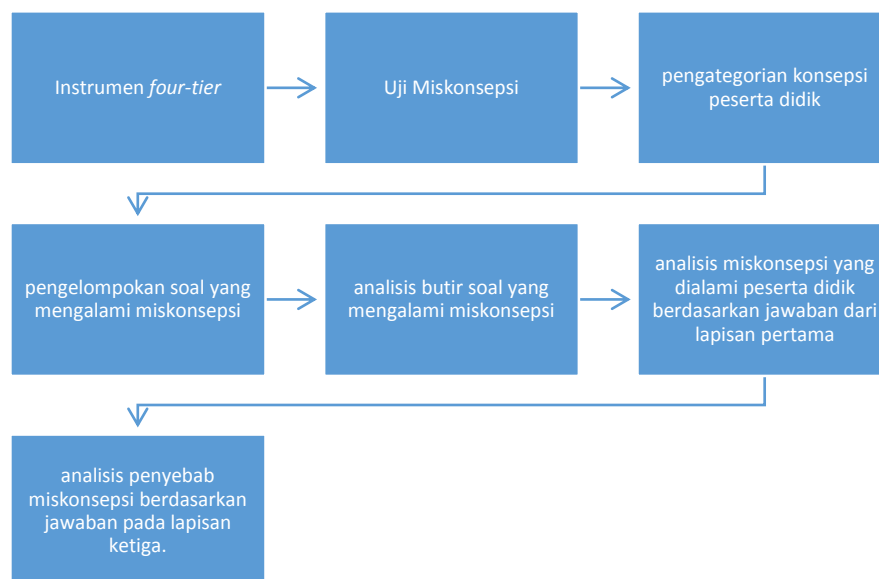 Instrumen four-tier
Uji Miskonsepsi
pengategorian konsepsi
peserta didik
pengelompokan soal yang
mengalami miskonsepsi
analisis butir soal yang
mengalami miskonsepsi
analisis miskonsepsi yang
dialami peserta didik
berdasarkan jawaban dari
lapisan pertama
analisis penyebab
miskonsepsi berdasarkan
jawaban pada lapisan
ketiga.